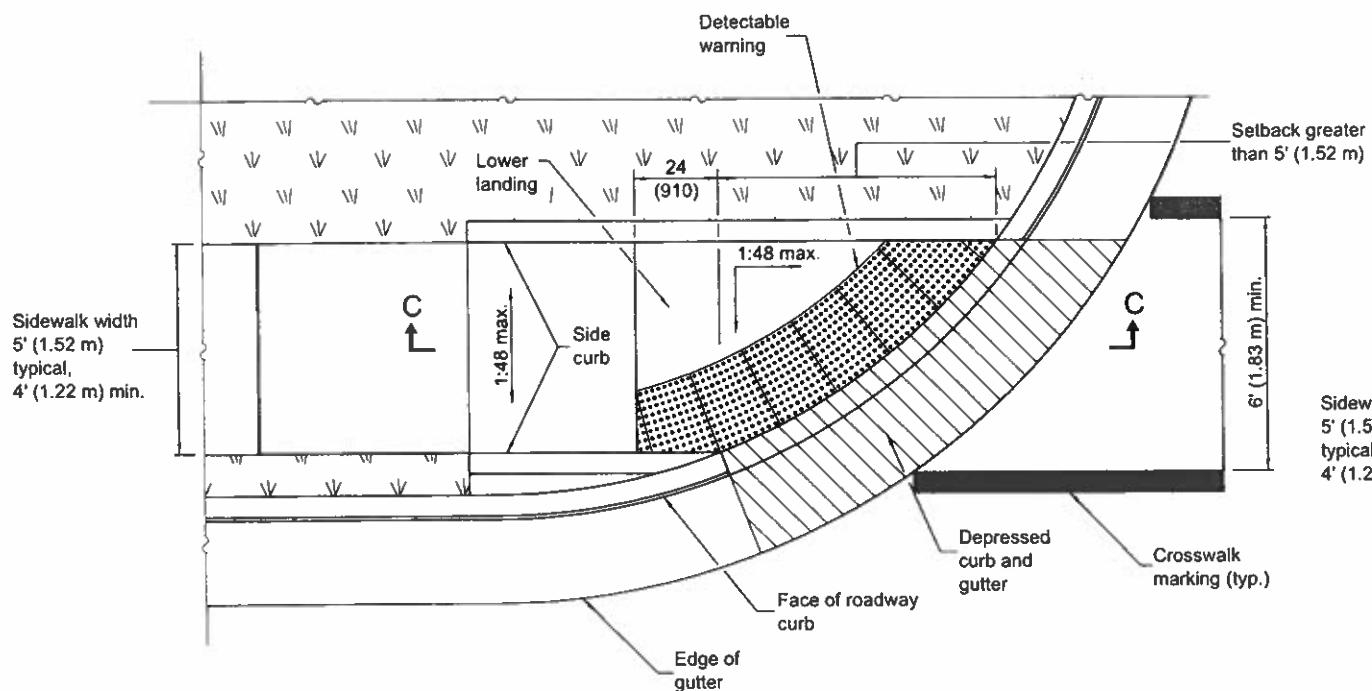 Detectable
warning
Setback greater
than 5' (1.52 m)
Lower
landing
24
(910)
1:48 max.
C
C
Sidewalk width
5' (1.52 m)
typical,
4' (1.22 m) min.
1:48 max.
Side
curb
6' (1.83 m) min.
Sidew
5' (1.5
typical
4' (1.2
Depressed
curb and
gutter
Crosswalk
marking (typ.)
Face of roadway
curb
Edge of
gutter